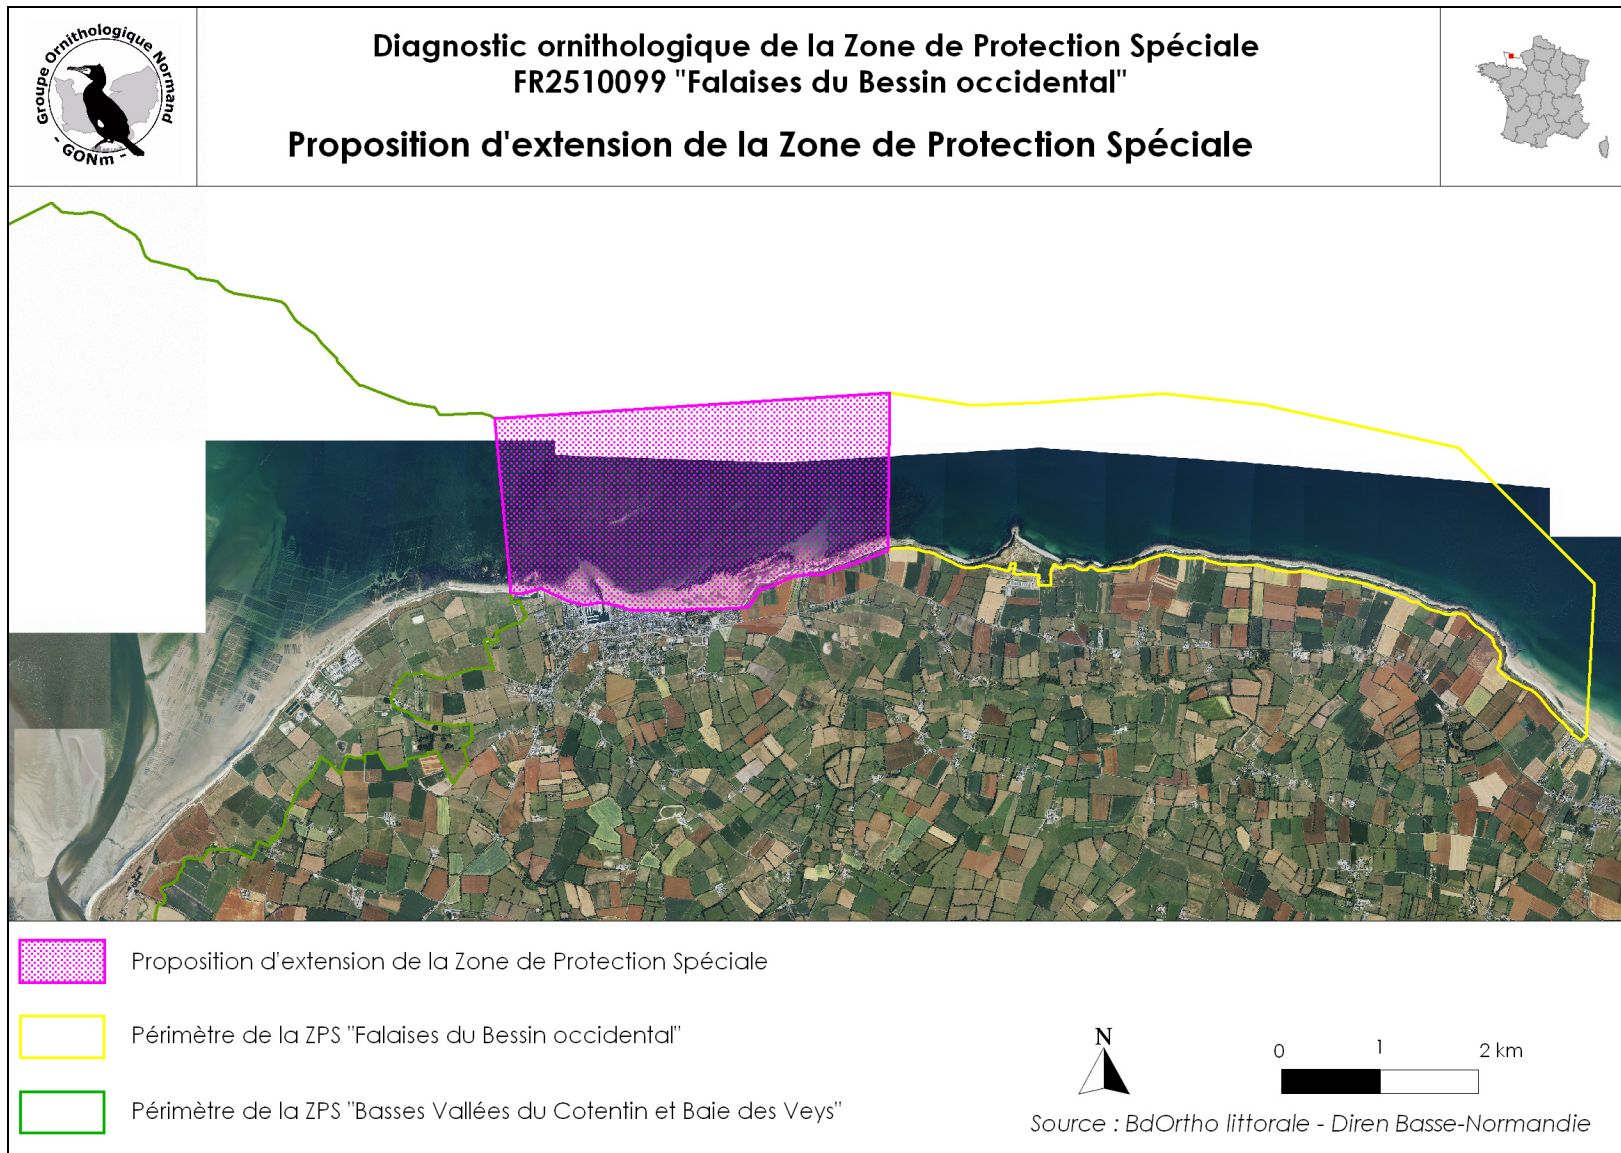 Groupe Ornithologique Normand
- GONm -
Diagnostic ornithologique de la Zone de Protection Spéciale
FR2510099 "Falaises du Bessin occidental"
Proposition d'extension de la Zone de Protection Spéciale
Proposition d'extension de la Zone de Protection Spéciale
Périmètre de la ZPS "Falaises du Bessin occidental"
Périmètre de la ZPS "Basses Vallées du Cotentin et Baie des Veys"
N
0 1 2 km
Source : BdOrtho littorale - Diren Basse-Normandie